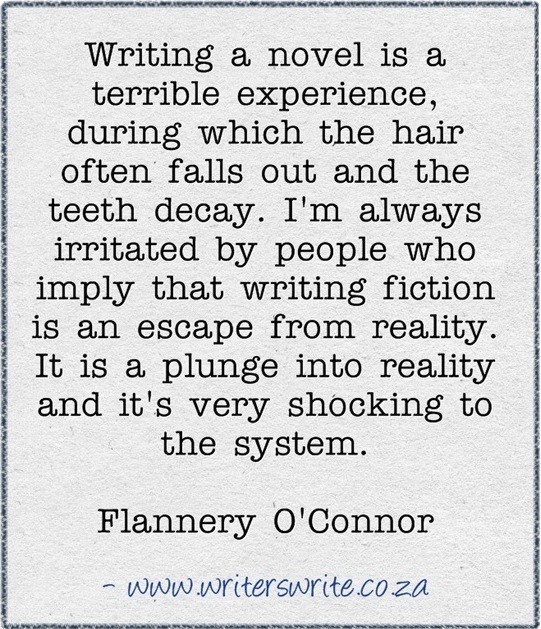 Writing a novel is a
terrible experience,
during which the hair
often falls out and the
teeth decay. I'm always
irritated by people who
imply that writing fiction
is an escape from reality.
It is a plunge into reality
and it's very shocking to
the system.
Flannery O'Connor
- www.writerswrite.co.za